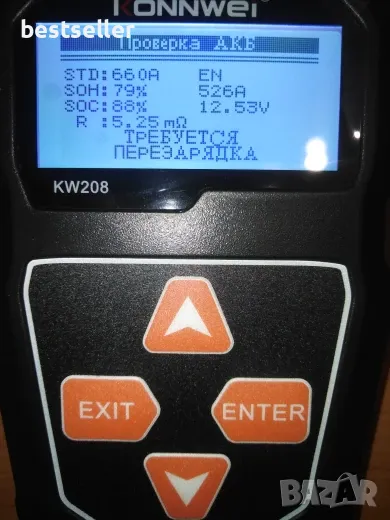 bestseller
KONNWEI®
Проверка АКБ
STD:660A EN
SOH:79% 526A
SOC:88% 12.53V
R:5.25mΩ
ТРЕБУЕТСЯ
ПЕРЕЗАРЯДКА
KW208
EXIT
ENTER
BAZAR